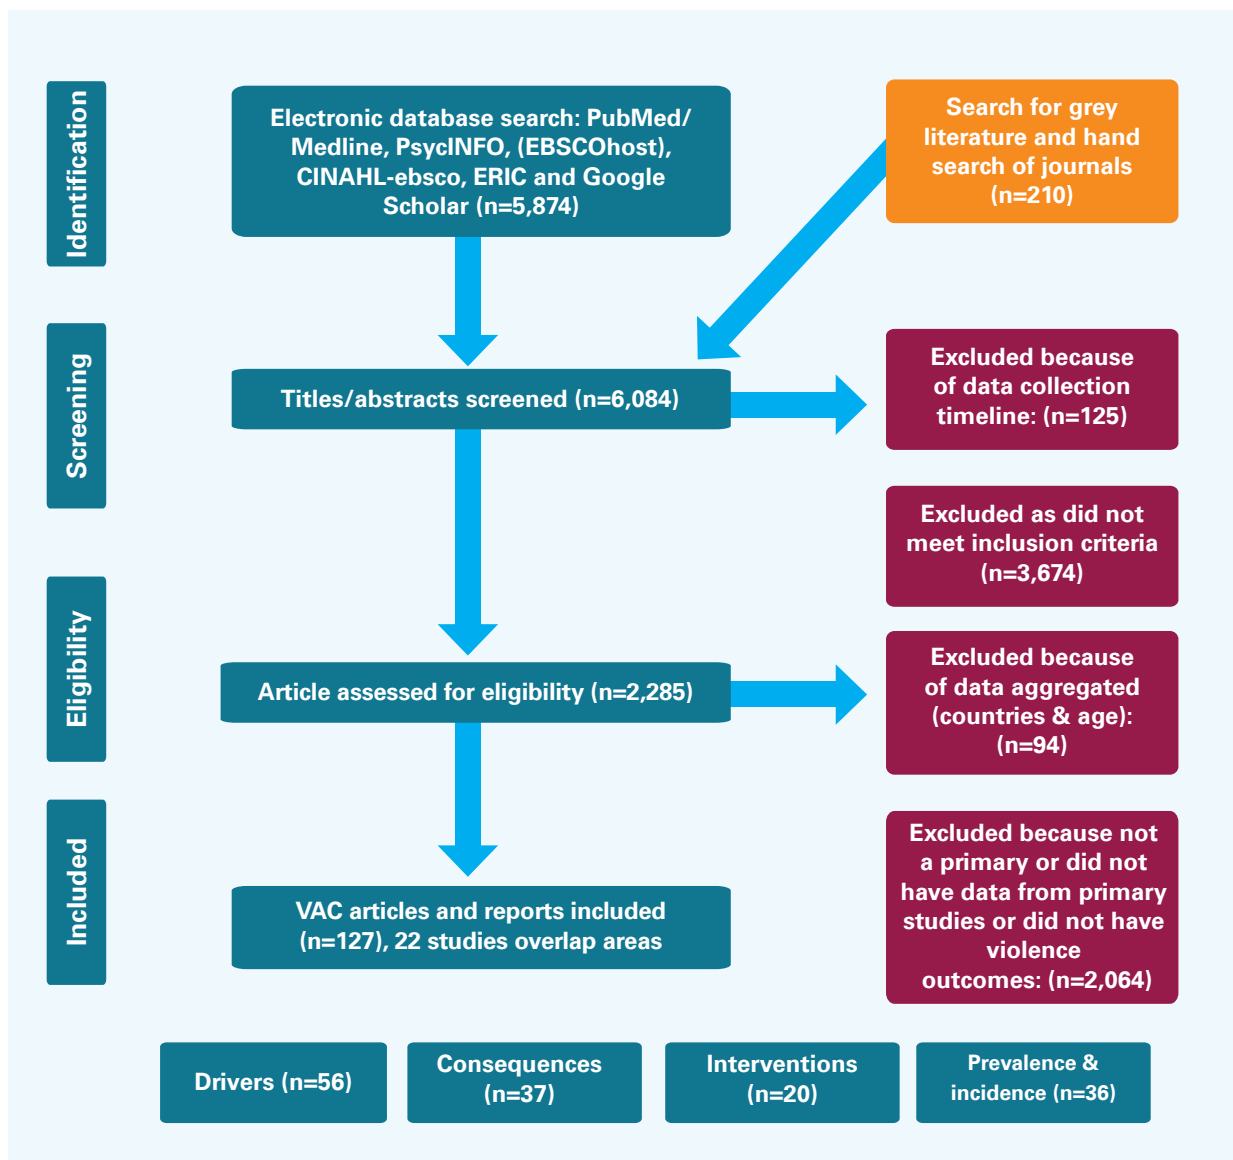 Identification
Electronic database search: PubMed/
Medline, PsycINFO, (EBSCOhost),
CINAHL-ebsco, ERIC and Google
Scholar (n=5,874)
Search for grey
literature and hand
search of journals
(n=210)
Screening
Titles/abstracts screened (n=6,084)
Excluded because
of data collection
timeline: (n=125)
Excluded as did not
meet inclusion criteria
(n=3,674)
Eligibility
Article assessed for eligibility (n=2,285)
Excluded because
of data aggregated
(countries & age):
(n=94)
Included
VAC articles and reports included
(n=127), 22 studies overlap areas
Excluded because not
a primary or did not
have data from primary
studies or did not have
violence
outcomes: (n=2,064)
Drivers (n=56)
Consequences
(n=37)
Interventions
(n=20)
Prevalence &
incidence (n=36)